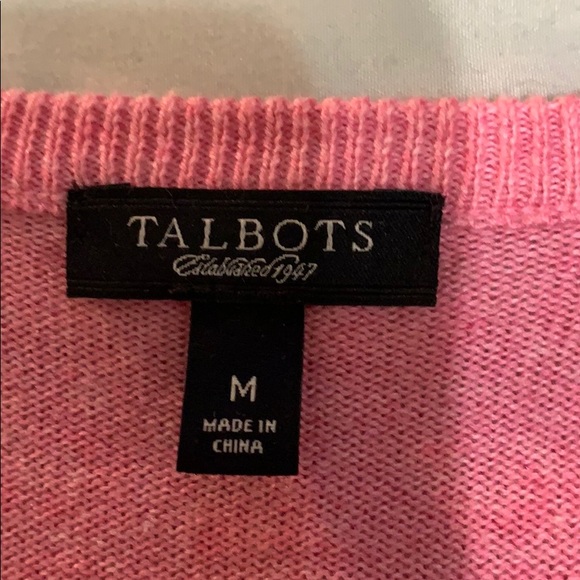 TALBOTS
Established 1947
M
MADE IN
CHINA